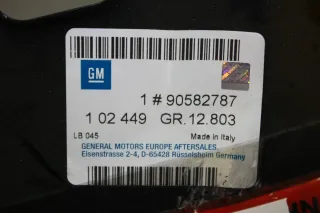 GM
1 # 90582787
1 02 449 GR.12.803
LB 045 Made in Italy
GENERAL MOTORS EUROPE AFTERSALES
Eisenstrasse 2-4, D-65428 Rüsselsheim Germany